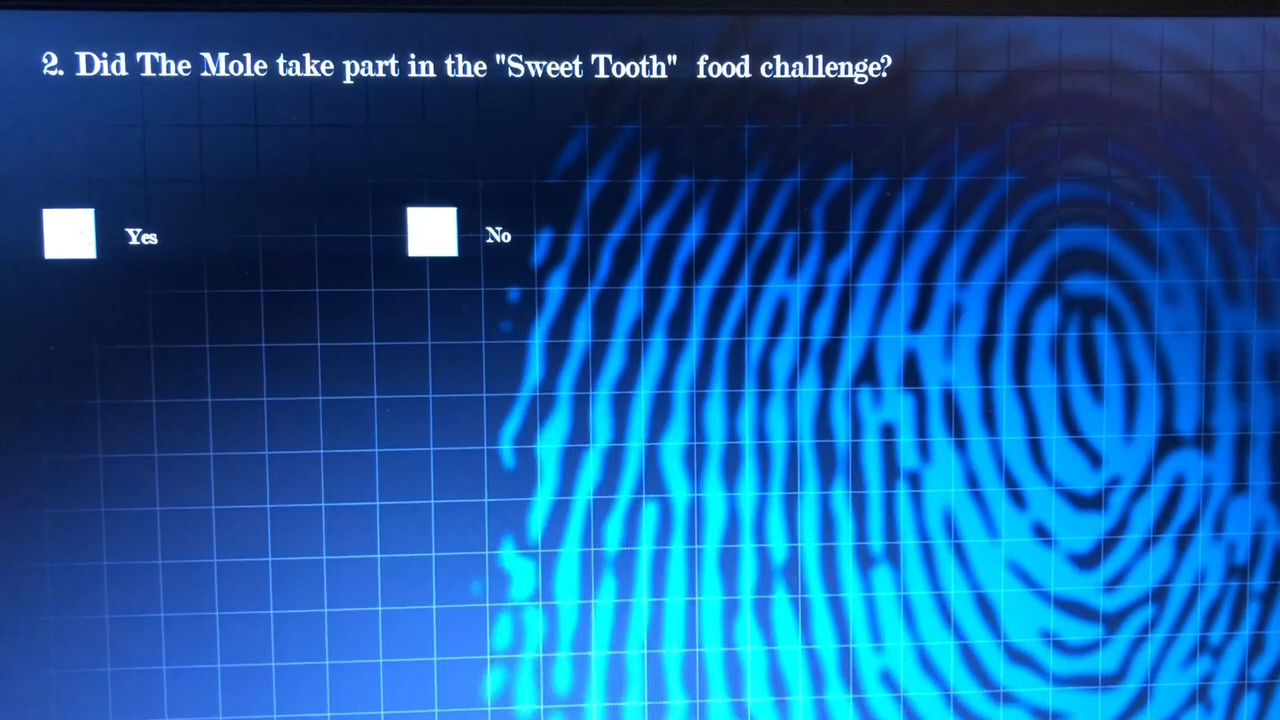 2. Did The Mole take part in the "Sweet Tooth" food challenge?
Yes
No